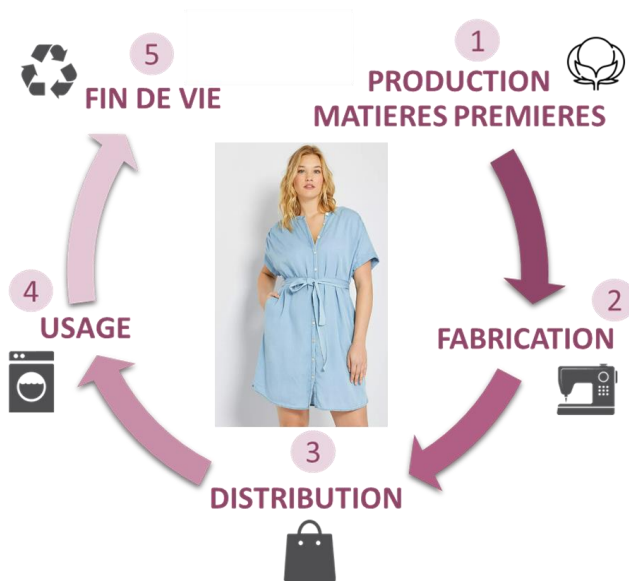 1
PRODUCTION
MATIERES PREMIERES
2
FABRICATION
3
DISTRIBUTION
4
USAGE
5
FIN DE VIE